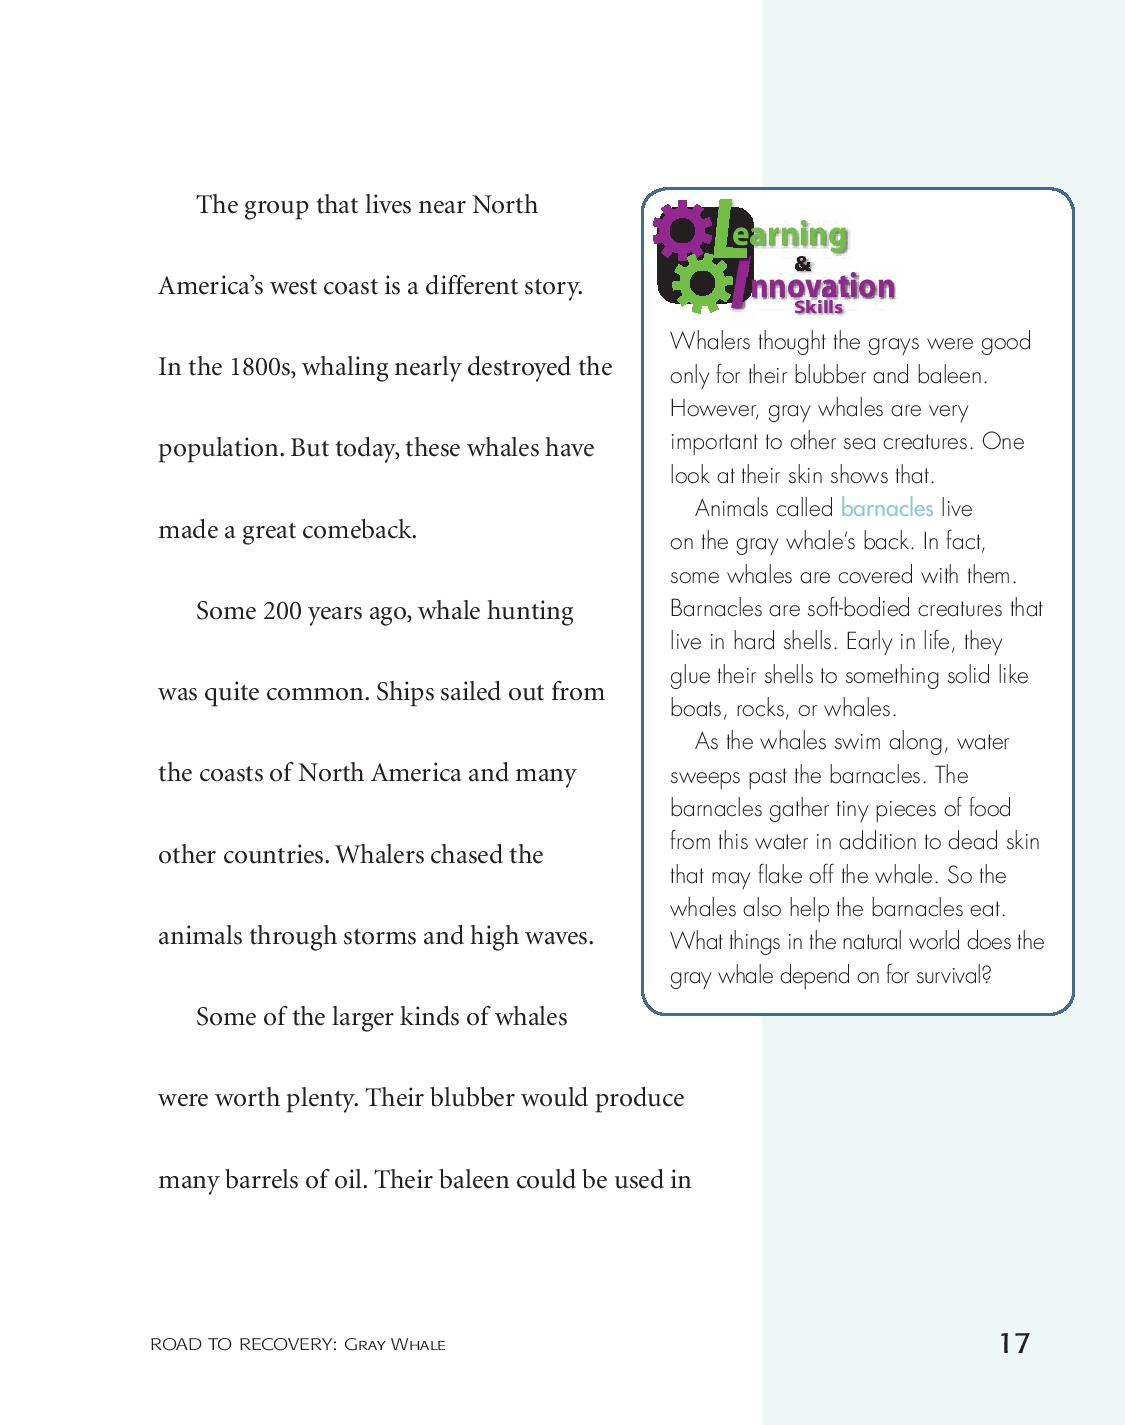 The group that lives near North
America’s west coast is a different story.
In the 1800s, whaling nearly destroyed the
population. But today, these whales have
made a great comeback.
Some 200 years ago, whale hunting
was quite common. Ships sailed out from
the coasts of North America and many
other countries. Whalers chased the
animals through storms and high waves.
Some of the larger kinds of whales
were worth plenty. Their blubber would produce
many barrels of oil. Their baleen could be used in
Learning
&
Innovation
Skills
Whalers thought the grays were good
only for their blubber and baleen.
However, gray whales are very
important to other sea creatures. One
look at their skin shows that.
Animals called barnacles live
on the gray whale’s back. In fact,
some whales are covered with them.
Barnacles are soft-bodied creatures that
live in hard shells. Early in life, they
glue their shells to something solid like
boats, rocks, or whales.
As the whales swim along, water
sweeps past the barnacles. The
barnacles gather tiny pieces of food
from this water in addition to dead skin
that may flake off the whale. So the
whales also help the barnacles eat.
What things in the natural world does the
gray whale depend on for survival?
ROAD TO RECOVERY: GRAY WHALE
17